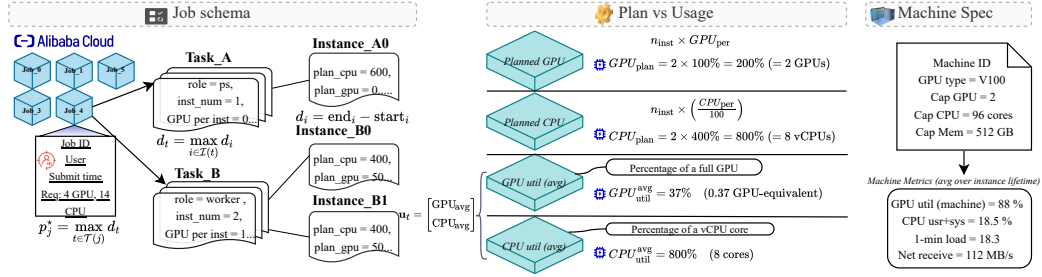 Job schema
Alibaba Cloud
Job_0
Job_1
Job_5
Job_3
Job_4
Job ID
User
Submit time
Req: 4 GPU, 14
CPU
p*_j = max_{t∈T(j)} d_t
Task_A
role = ps,
inst_num = 1,
GPU per inst = 0....
d_t = max_{i∈I(t)} d_i
Task_B
role = worker ,
inst_num = 2,
GPU per inst = 1....
Instance_A0
plan_cpu = 600,
plan_gpu = 0.....
d_i = end_i − start_i
Instance_B0
plan_cpu = 400,
plan_gpu = 50...
Instance_B1
plan_cpu = 400,
plan_gpu = 50...
u_t = [GPU_avg CPU_avg]
Plan vs Usage
Planned GPU
n_inst × GPU_per
GPU_plan = 2 × 100% = 200% (= 2 GPUs)
Planned CPU
n_inst × (CPU_per / 100)
CPU_plan = 2 × 400% = 800% (= 8 vCPUs)
GPU util (avg)
Percentage of a full GPU
GPU^avg_util = 37% (0.37 GPU-equivalent)
CPU util (avg)
Percentage of a vCPU core
CPU^avg_util = 800% (8 cores)
Machine Spec
Machine ID
GPU type = V100
Cap GPU = 2
Cap CPU = 96 cores
Cap Mem = 512 GB
Machine Metrics (avg over instance lifetime)
GPU util (machine) = 88 %
CPU usr+sys = 18.5 %
1-min load = 18.3
Net receive = 112 MB/s